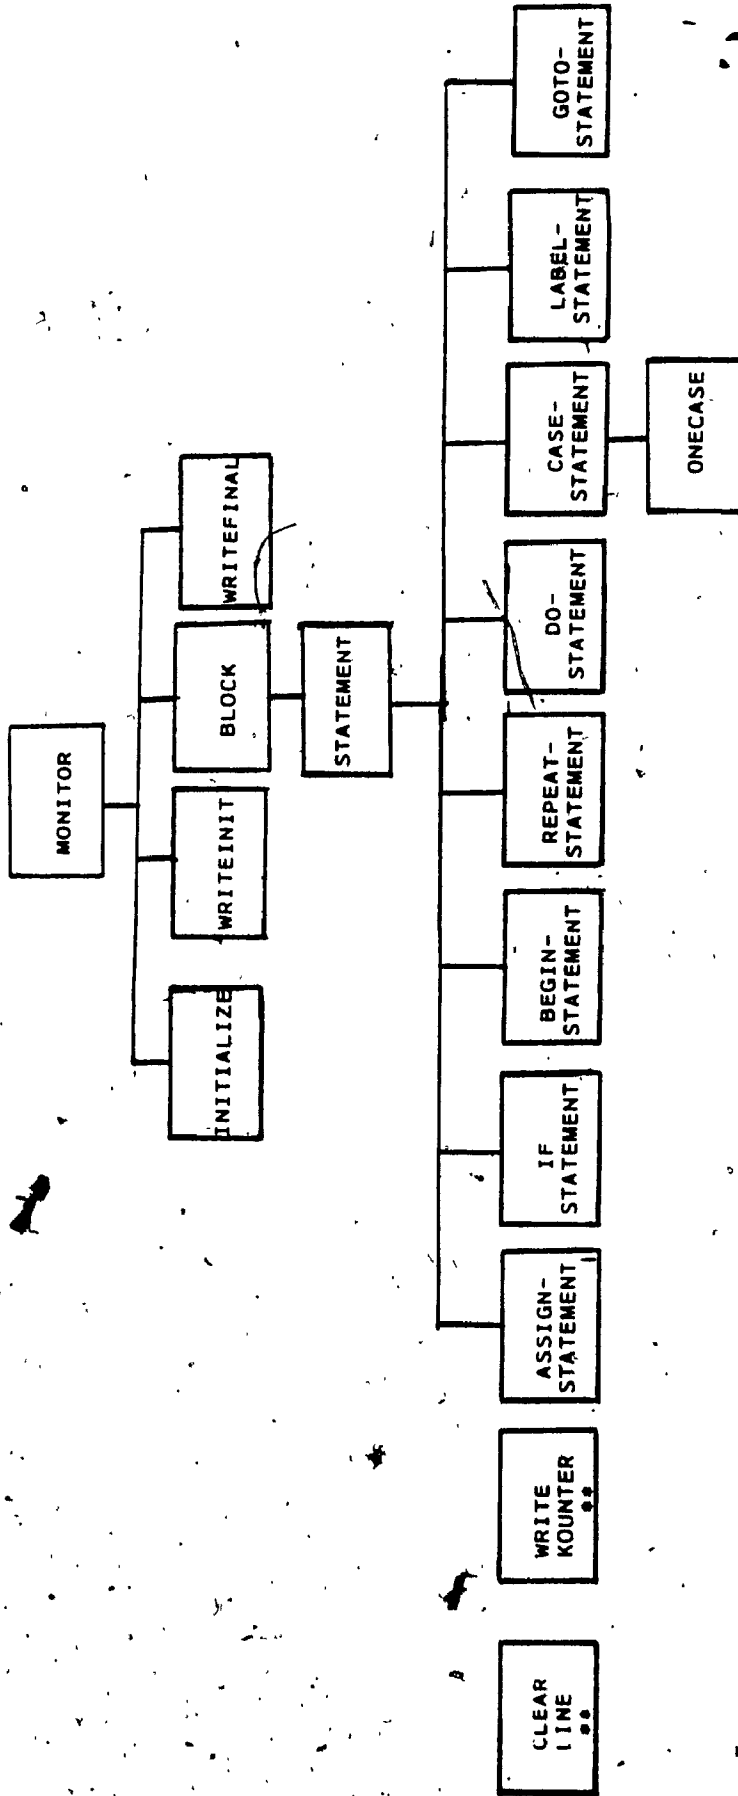 MONITOR
INITIALIZE
WRITEINIT
BLOCK
WRITEFINAL
STATEMENT
CLEAR
LINE
**
WRITE
KOUNTER
**
ASSIGN-
STATEMENT
IF
STATEMENT
BEGIN-
STATEMENT
REPEAT-
STATEMENT
DO-
STATEMENT
CASE-
STATEMENT
LABEL-
STATEMENT
GOTO-
STATEMENT
ONECASE